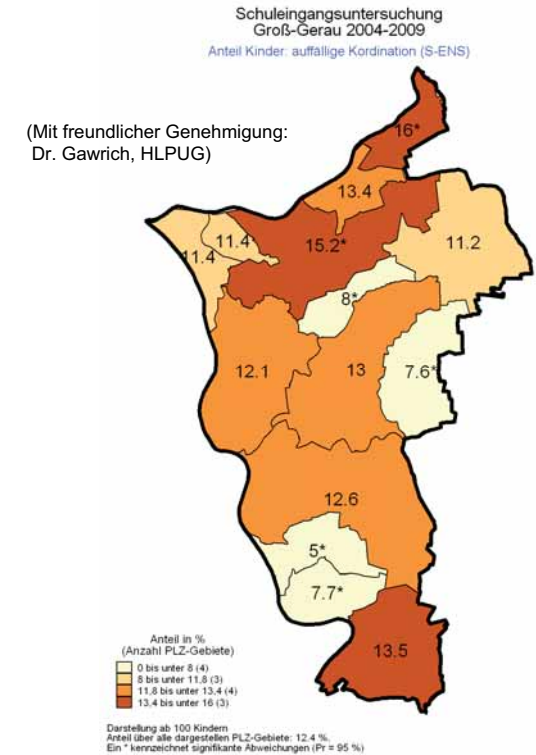 Schuleingangsuntersuchung
Groß-Gerau 2004-2009
Anteil Kinder: auffällige Kordination (S-ENS)
(Mit freundlicher Genehmigung:
Dr. Gawrich, HLPUG)
16*
13.4
11.4
11.4
15.2*
11.2
8*
12.1
13
7.6*
12.6
5*
7.7*
13.5
Anteil in %
(Anzahl PLZ-Gebiete)
0 bis unter 8 (4)
8 bis unter 11,8 (3)
11,8 bis unter 13,4 (4)
13,4 bis unter 16 (3)
Darstellung ab 100 Kindern
Anteil über alle dargestellen PLZ-Gebiete: 12.4 %.
Ein * kennzeichnet signifikante Abweichungen (Pr = 95 %)